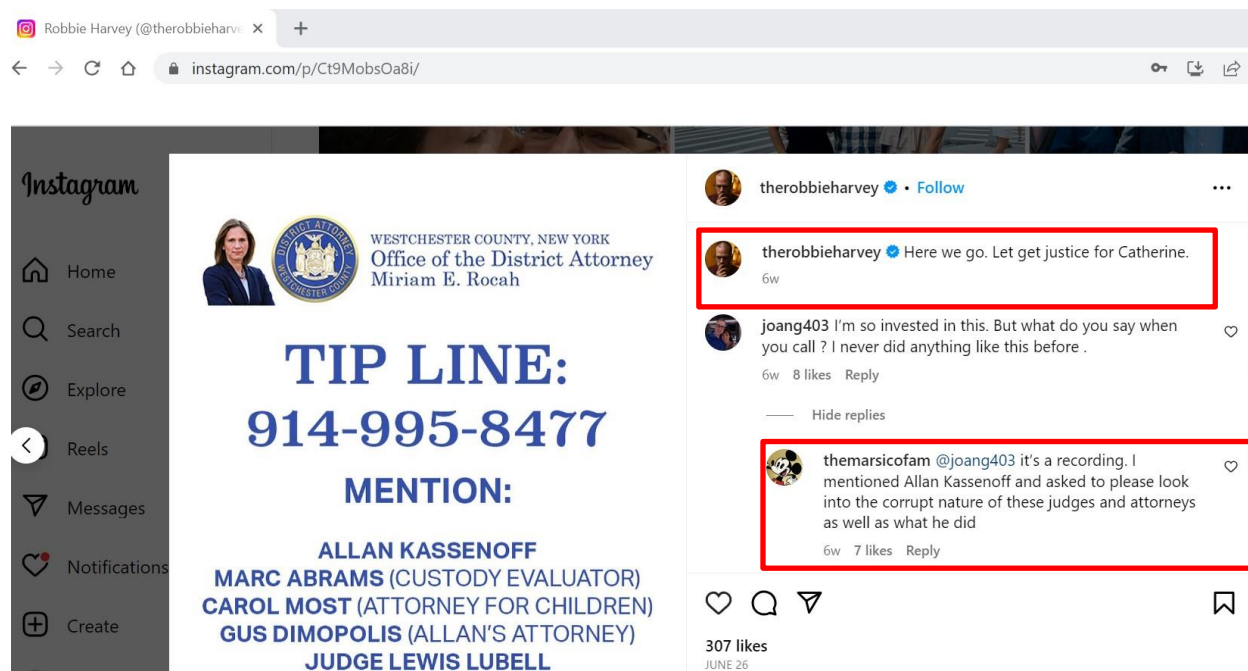 Robbie Harvey (@therobbieharve
instagram.com/p/Ct9MobsOa8i/
Instagram
Home
Search
Explore
Reels
Messages
Notifications
Create
DISTRICT ATTORNEY
WESTCHESTER COUNTY
WESTCHESTER COUNTY, NEW YORK
Office of the District Attorney
Miriam E. Rocah
TIP LINE:
914-995-8477
MENTION:
ALLAN KASSENOFF
MARC ABRAMS (CUSTODY EVALUATOR)
CAROL MOST (ATTORNEY FOR CHILDREN)
GUS DIMOPOLIS (ALLAN'S ATTORNEY)
JUDGE LEWIS LUBELL
therobbieharvey • Follow
therobbieharvey Here we go. Let get justice for Catherine.
6w
joang403 I'm so invested in this. But what do you say when
you call ? I never did anything like this before .
6w 8 likes Reply
Hide replies
themarsicofam @joang403 it's a recording. I
mentioned Allan Kassenoff and asked to please look
into the corrupt nature of these judges and attorneys
as well as what he did
6w 7 likes Reply
307 likes
JUNE 26